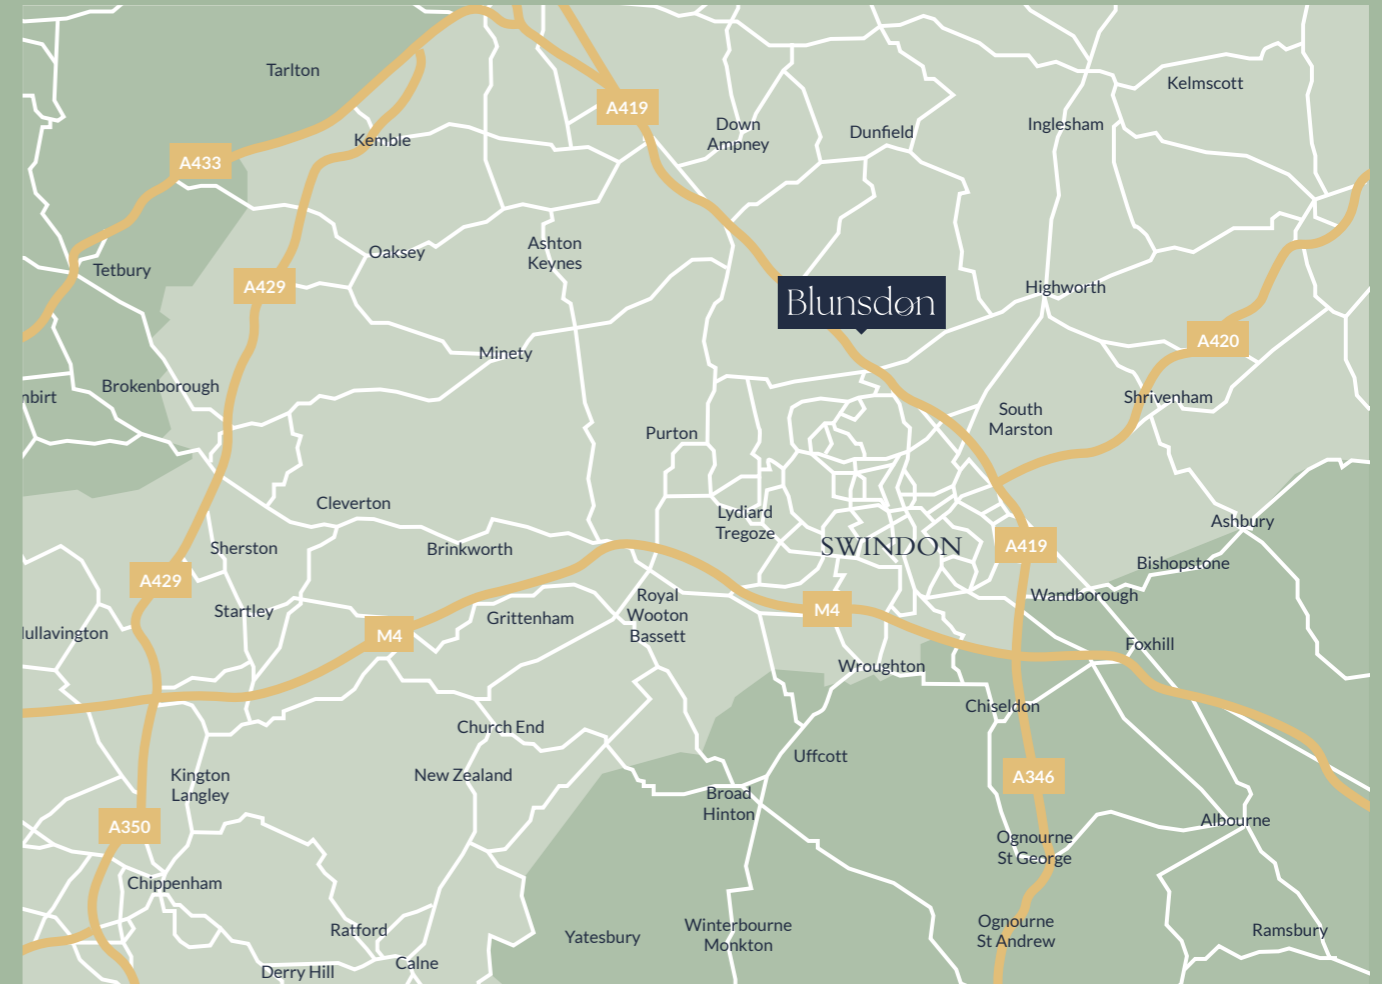 Tarlton
Kelmscott
A419
Down
Ampney
Dunfield
Inglesham
Kemble
A433
Oaksey
Ashton
Keynes
Tetbury
A429
Highworth
Blunsdon
A420
Minety
Brokenborough
nbirt
Shrivenham
South
Marston
Purton
Cleverton
Lydiard
Tregoze
Ashbury
Sherston
Brinkworth
SWINDON
A419
Bishopstone
A429
Wandborough
Startley
Royal
Wooton
Bassett
M4
Grittenham
M4
ullavington
Foxhill
Wroughton
Chiseldon
Church End
Uffcott
Kington
Langley
New Zealand
A346
Broad
Hinton
Albourne
A350
Ognourne
St George
Chippenham
Ratford
Yatesbury
Winterbourne
Monkton
Ognourne
St Andrew
Ramsbury
Calne
Derry Hill